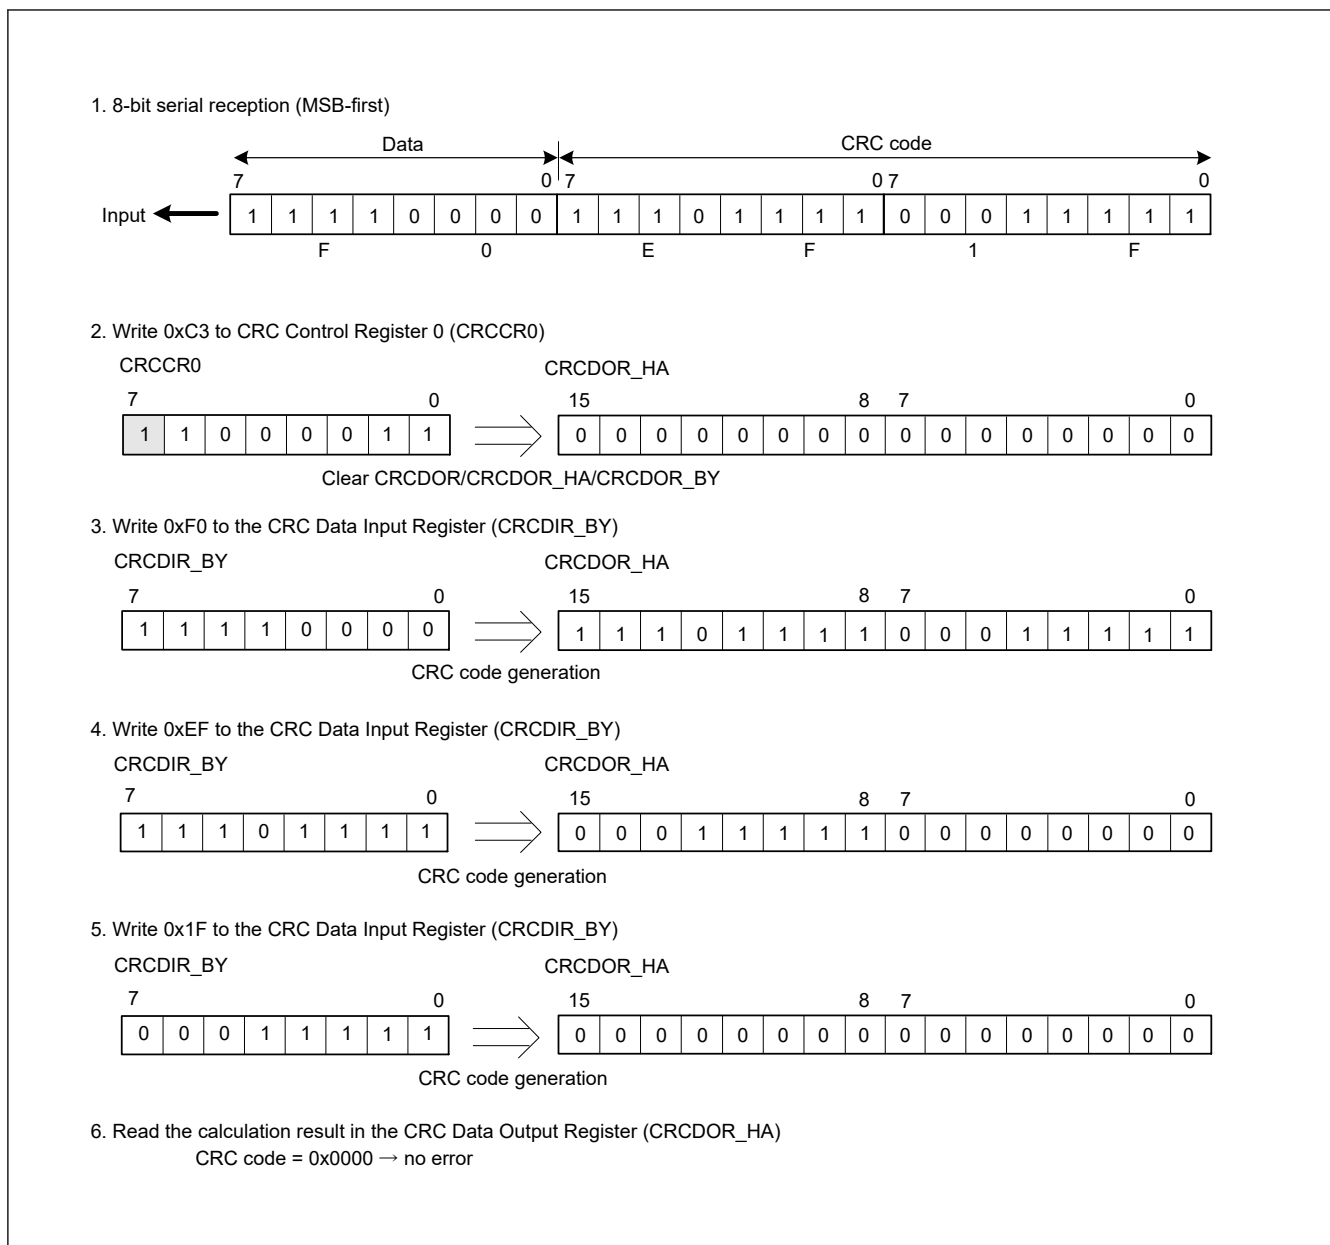 1. 8-bit serial reception (MSB-first)
Data CRC code
7 0 7 0 7 0
Input 1 1 1 1 0 0 0 0 1 1 1 0 1 1 1 1 0 0 0 1 1 1 1 1
F 0 E F 1 F
2. Write 0xC3 to CRC Control Register 0 (CRCCR0)
CRCCR0 CRCDOR_HA
7 0 15 8 7 0
1 1 0 0 0 0 1 1 0 0 0 0 0 0 0 0 0 0 0 0 0 0 0 0
Clear CRCDOR/CRCDOR_HA/CRCDOR_BY
3. Write 0xF0 to the CRC Data Input Register (CRCDIR_BY)
CRCDIR_BY CRCDOR_HA
7 0 15 8 7 0
1 1 1 1 0 0 0 0 1 1 1 0 1 1 1 1 0 0 0 1 1 1 1 1
CRC code generation
4. Write 0xEF to the CRC Data Input Register (CRCDIR_BY)
CRCDIR_BY CRCDOR_HA
7 0 15 8 7 0
1 1 1 0 1 1 1 1 0 0 0 1 1 1 1 1 0 0 0 0 0 0 0 0
CRC code generation
5. Write 0x1F to the CRC Data Input Register (CRCDIR_BY)
CRCDIR_BY CRCDOR_HA
7 0 15 8 7 0
0 0 0 1 1 1 1 1 0 0 0 0 0 0 0 0 0 0 0 0 0 0 0 0
CRC code generation
6. Read the calculation result in the CRC Data Output Register (CRCDOR_HA)
CRC code = 0x0000 → no error